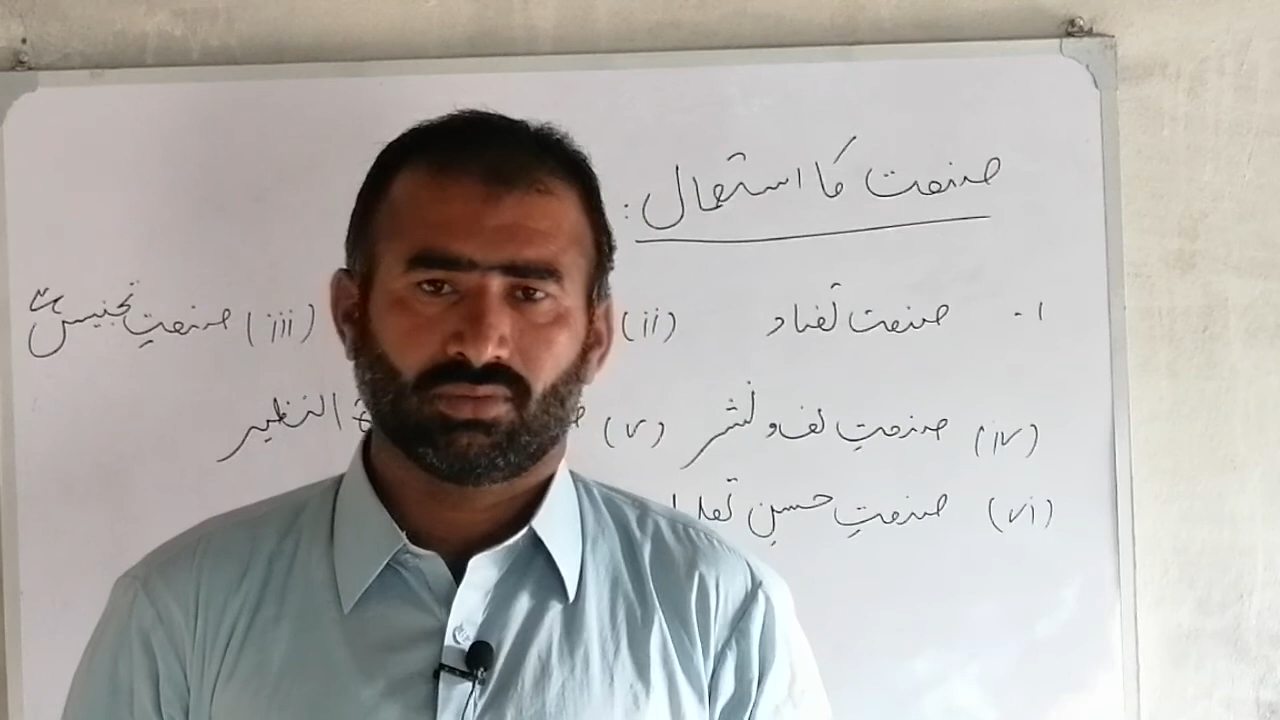 صنعت کا استعمال :
۱۔ صنعت تضاد (ii) (iii) صنعتِ تجنیس
(iv) صنعتِ لف و نشر (v) النظیر
(vi) صنعتِ حسنِ تعلیل